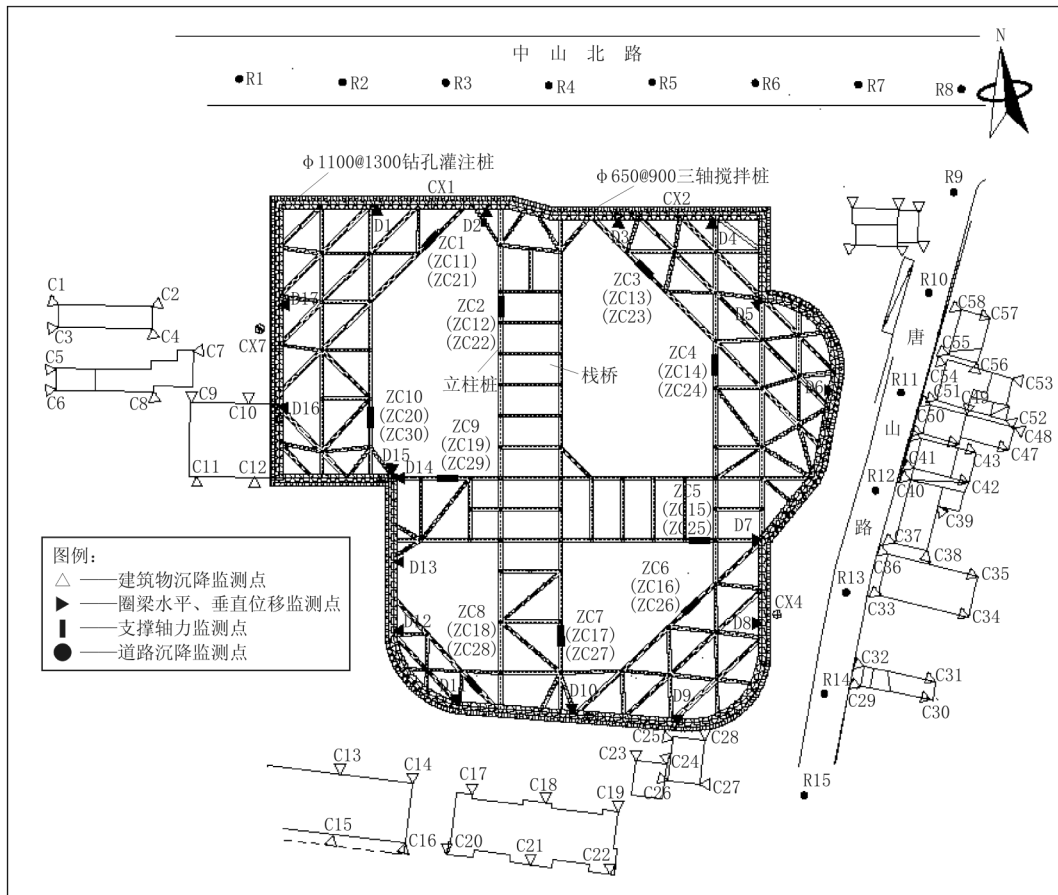 中山北路
N
R1
R2
R3
R4
R5
R6
R7
R8
φ1100@1300钻孔灌注桩
φ650@900三轴搅拌桩
R9
CX1
CX2
D1
D2
D3
D4
ZC1
(ZC11)
(ZC21)
ZC3
(ZC13)
(ZC23)
R10
唐山路
C1
C2
C3
C4
D17
ZC2
(ZC12)
(ZC22)
D5
C58
C57
CX7
C5
C6
C7
C8
立柱桩
栈桥
ZC4
(ZC14)
(ZC24)
D6
C55
C56
C54
C53
R11
C51
C49
C52
C50
C48
C47
C9
C10
D16
ZC10
(ZC20)
(ZC30)
ZC9
(ZC19)
(ZC29)
C41
C43
C40
C42
C11
C12
D15
D14
R12
ZC5
(ZC15)
(ZC25)
D7
C39
C37
C38
C36
图例:
△——建筑物沉降监测点
▶——圈梁水平、垂直位移监测点
▮——支撑轴力监测点
●——道路沉降监测点
D13
ZC6
(ZC16)
(ZC26)
R13
C35
C33
C34
CX4
D12
ZC8
(ZC18)
(ZC28)
ZC7
(ZC17)
(ZC27)
D8
C32
C31
R14
C29
C30
D10
D9
C25
C28
C23
C24
C26
C27
R15
C13
C14
C15
C16
C17
C18
C19
C20
C21
C22